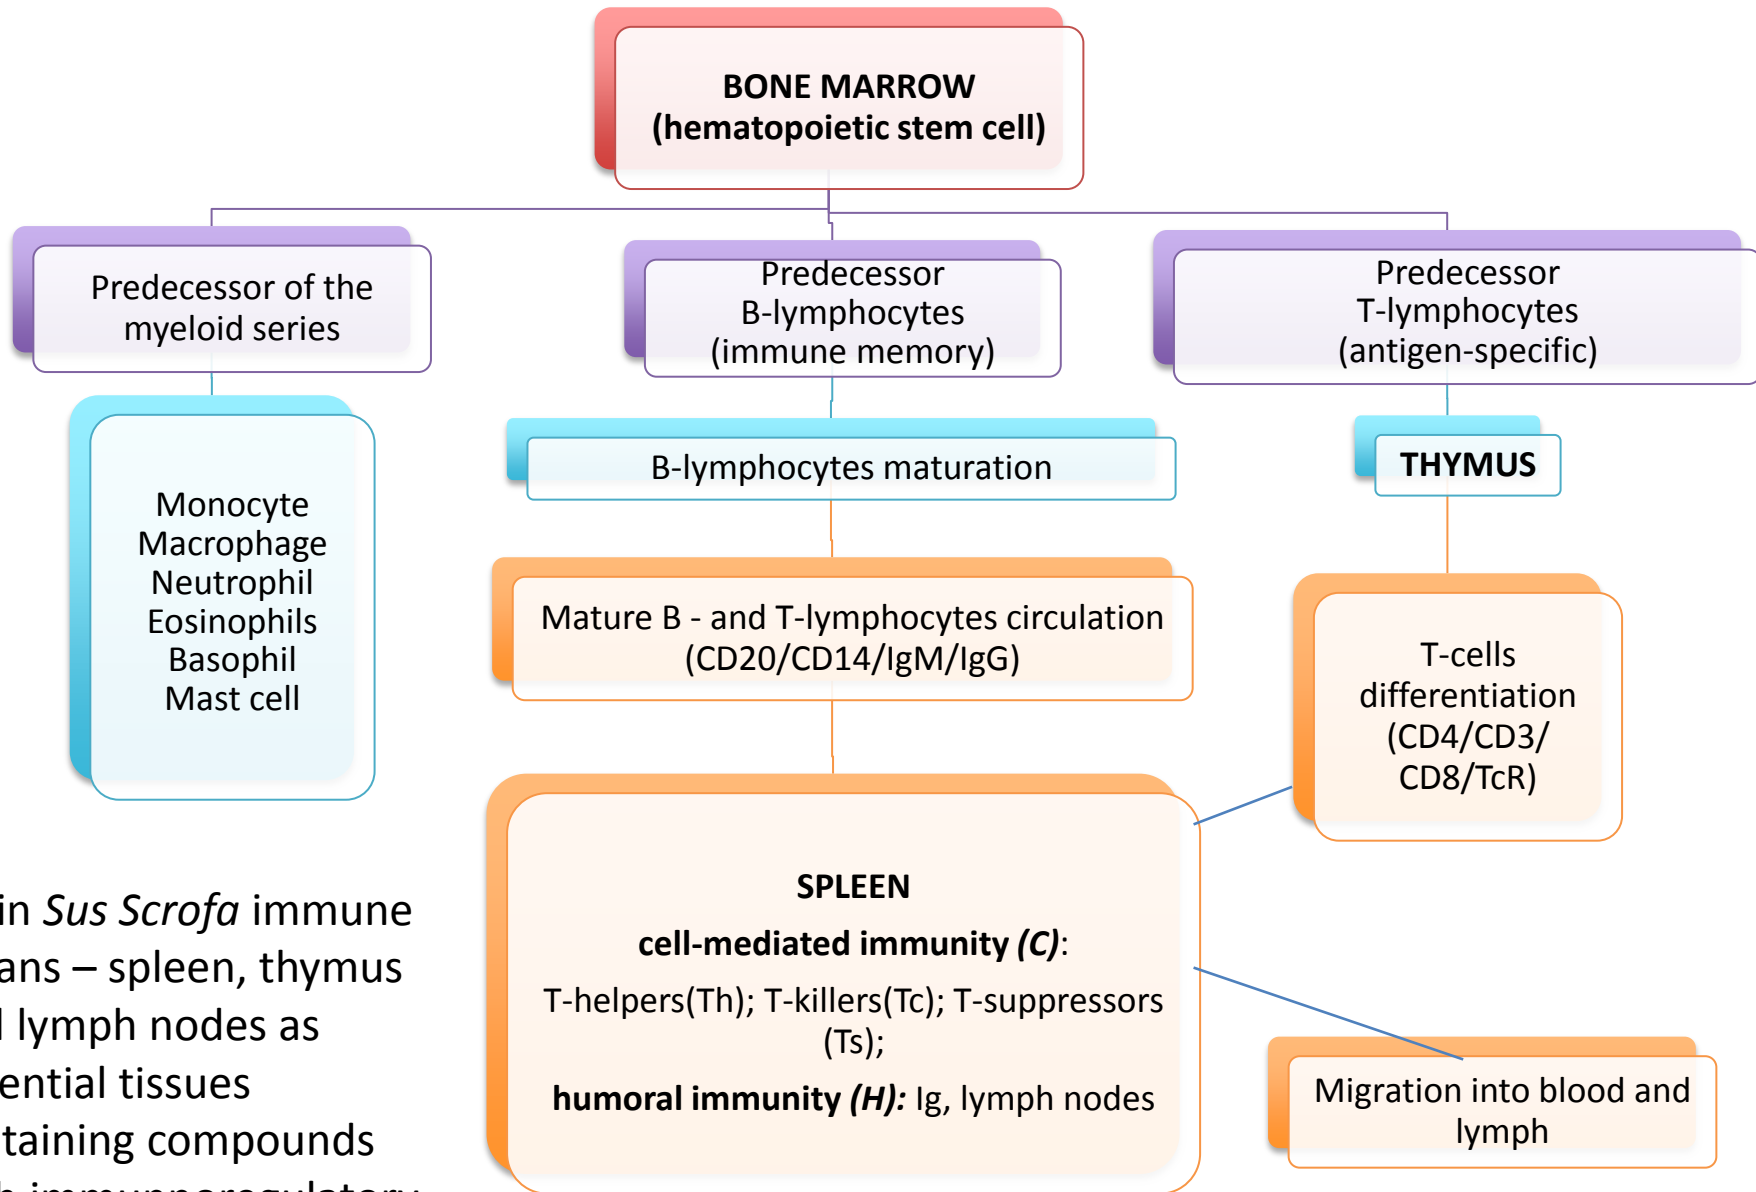 BONE MARROW
(hematopoietic stem cell)
Predecessor of the
myeloid series
Predecessor
B-lymphocytes
(immune memory)
Predecessor
T-lymphocytes
(antigen-specific)
Monocyte
Macrophage
Neutrophil
Eosinophils
Basophil
Mast cell
B-lymphocytes maturation
THYMUS
Mature B - and T-lymphocytes circulation
(CD20/CD14/IgM/IgG)
T-cells
differentiation
(CD4/CD3/
CD8/TcR)
SPLEEN
cell-mediated immunity (C):
T-helpers(Th); T-killers(Tc); T-suppressors
(Ts);
humoral immunity (H): Ig, lymph nodes
Migration into blood and
lymph
in Sus Scrofa immune
ans – spleen, thymus
lymph nodes as
ential tissues
taining compounds